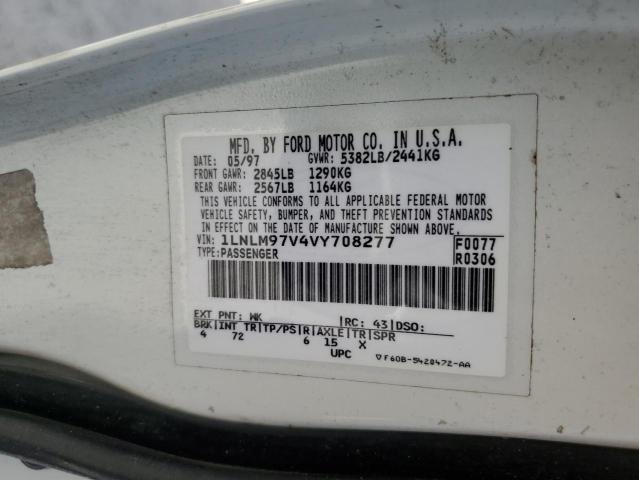 MFD. BY FORD MOTOR CO. IN U.S.A.
DATE: 05/97 GVWR: 5382LB/2441KG
FRONT GAWR: 2845LB 1290KG
REAR GAWR: 2567LB 1164KG
THIS VEHICLE CONFORMS TO ALL APPLICABLE FEDERAL MOTOR
VEHICLE SAFETY, BUMPER, AND THEFT PREVENTION STANDARDS
IN EFFECT ON THE DATE OF MANUFACTURE SHOWN ABOVE.
VIN: 1LNLM97V4VY708277 F0077
TYPE: PASSENGER R0306
EXT PNT: WK RC: 43 DSO:
BRK INT TR TP/PS R AXLE TR SPR
4 72 6 15 X
UPC ▽F60B-5420472-AA